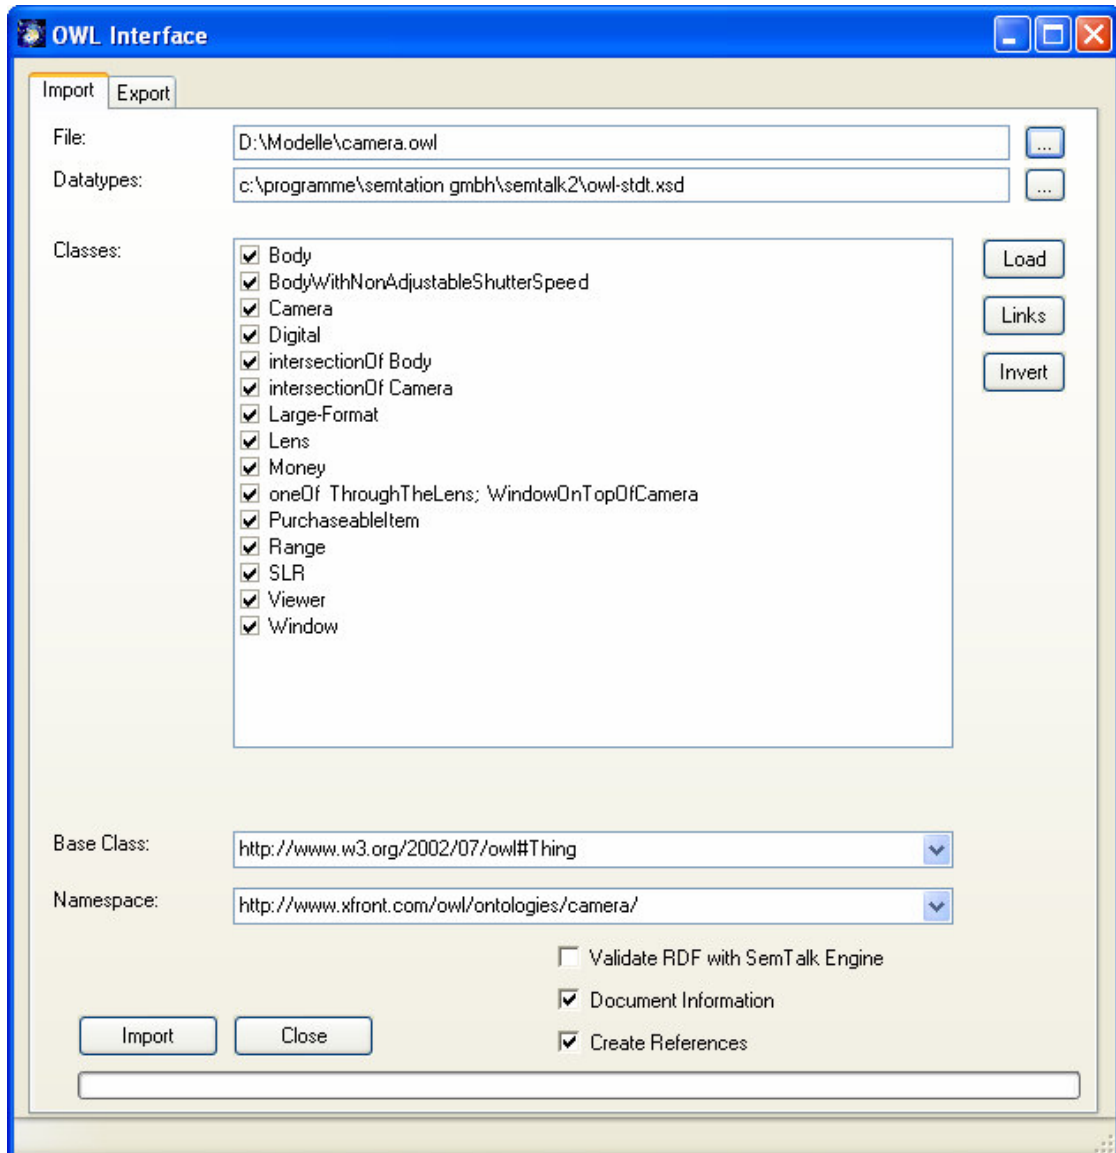 OWL Interface
Import Export
File: D:\Modelle\camera.owl ...
Datatypes: c:\programme\semtation gmbh\semtalk2\owl-stdt.xsd ...
Classes:
Body
BodyWithNonAdjustableShutterSpeed
Camera
Digital
intersectionOf Body
intersectionOf Camera
Large-Format
Lens
Money
oneOf ThroughTheLens; WindowOnTopOfCamera
PurchaseableItem
Range
SLR
Viewer
Window
Load
Links
Invert
Base Class: http://www.w3.org/2002/07/owl#Thing
Namespace: http://www.xfront.com/owl/ontologies/camera/
Validate RDF with SemTalk Engine
Document Information
Create References
Import Close